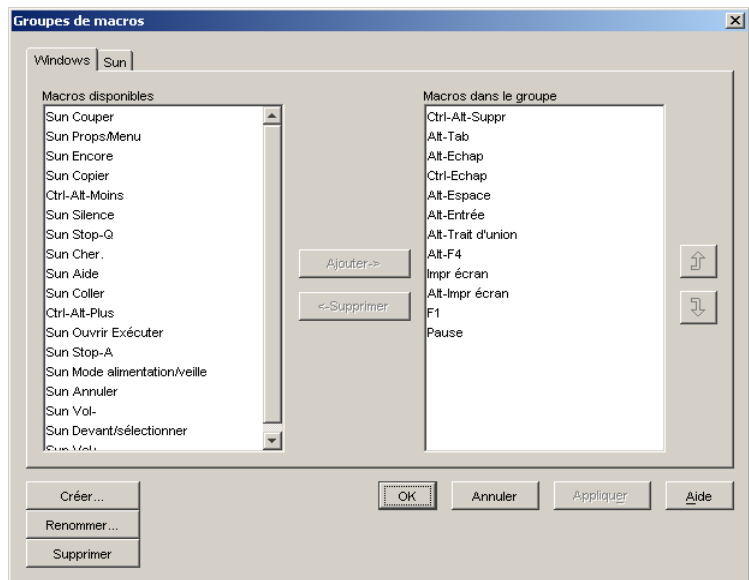 Groupes de macros
Windows
Sun
Macros disponibles
Sun Couper
Sun Props/Menu
Sun Encore
Sun Copier
Ctrl-Alt-Moins
Sun Silence
Sun Stop-Q
Sun Cher.
Sun Aide
Sun Coller
Ctrl-Alt-Plus
Sun Ouvrir Exécuter
Sun Stop-A
Sun Mode alimentation/veille
Sun Annuler
Sun Vol-
Sun Devant/sélectionner
Sun Vol+
Ajouter->
<-Supprimer
Macros dans le groupe
Ctrl-Alt-Suppr
Alt-Tab
Alt-Echap
Ctrl-Echap
Alt-Espace
Alt-Entrée
Alt-Trait d'union
Alt-F4
Impr écran
Alt-Impr écran
F1
Pause
Créer...
Renommer...
Supprimer
OK
Annuler
Appliquer
Aide